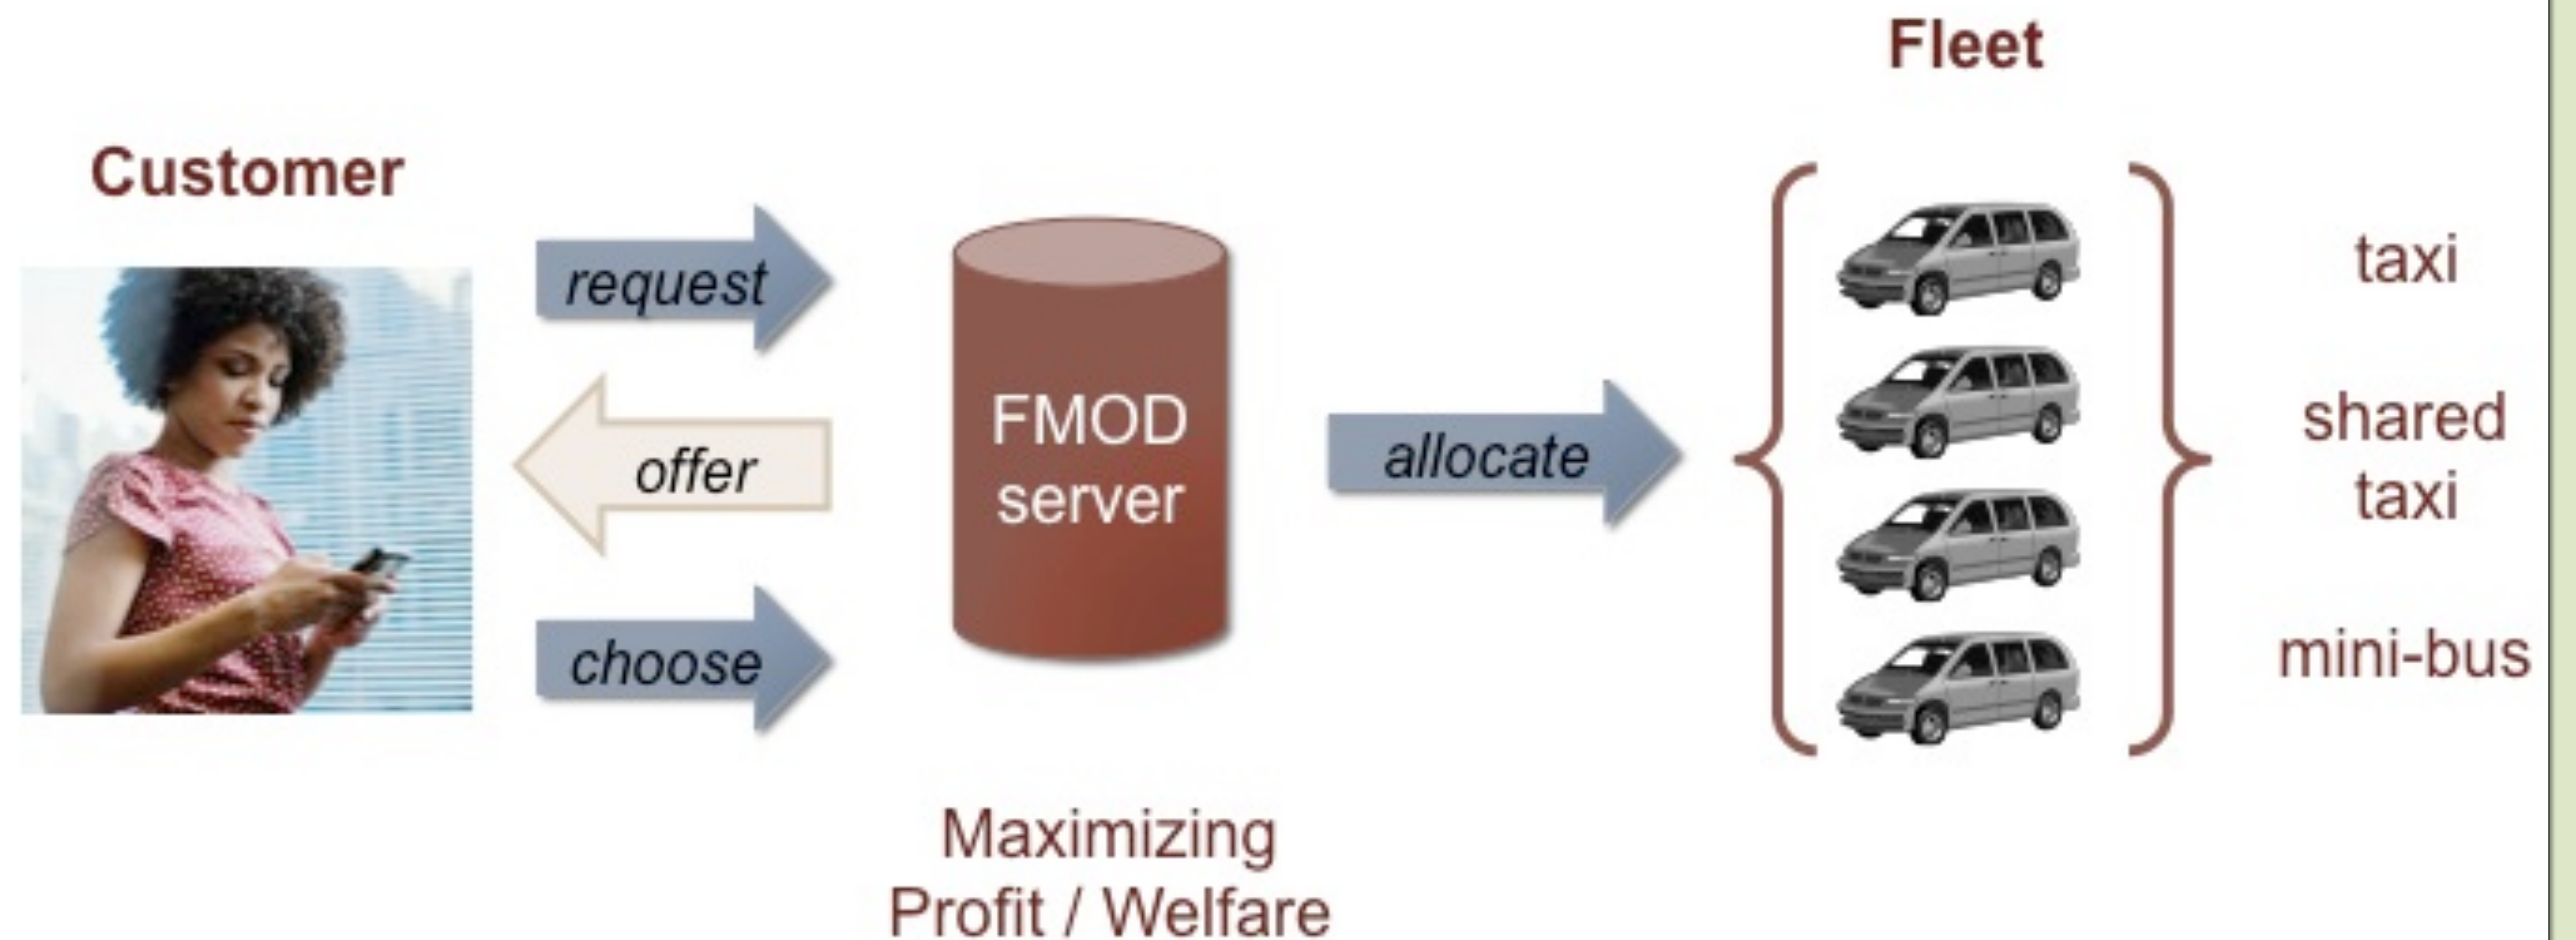 Customer
request
offer
choose
FMOD
server
Maximizing
Profit / Welfare
allocate
Fleet
taxi
shared
taxi
mini-bus